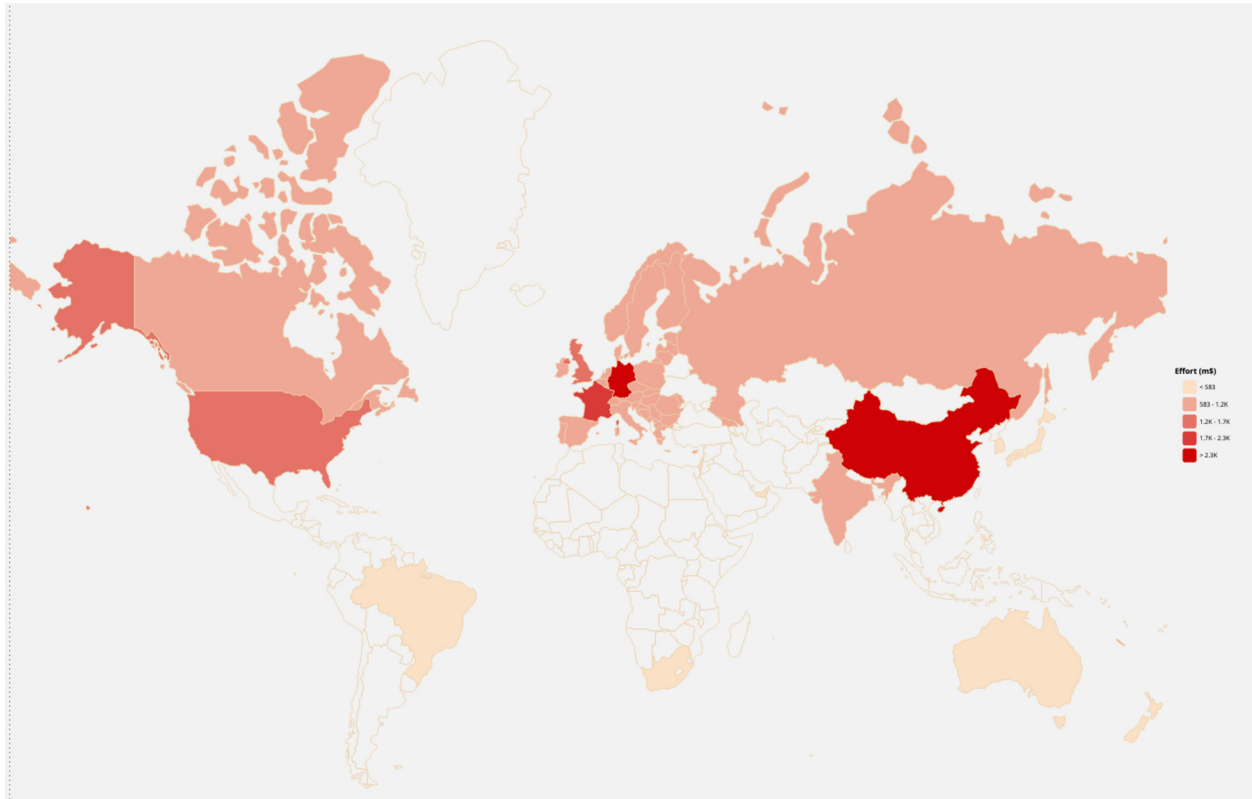 Effort (m$)
< 583
583 - 1.2K
1.2K - 1.7K
1.7K - 2.3K
> 2.3K